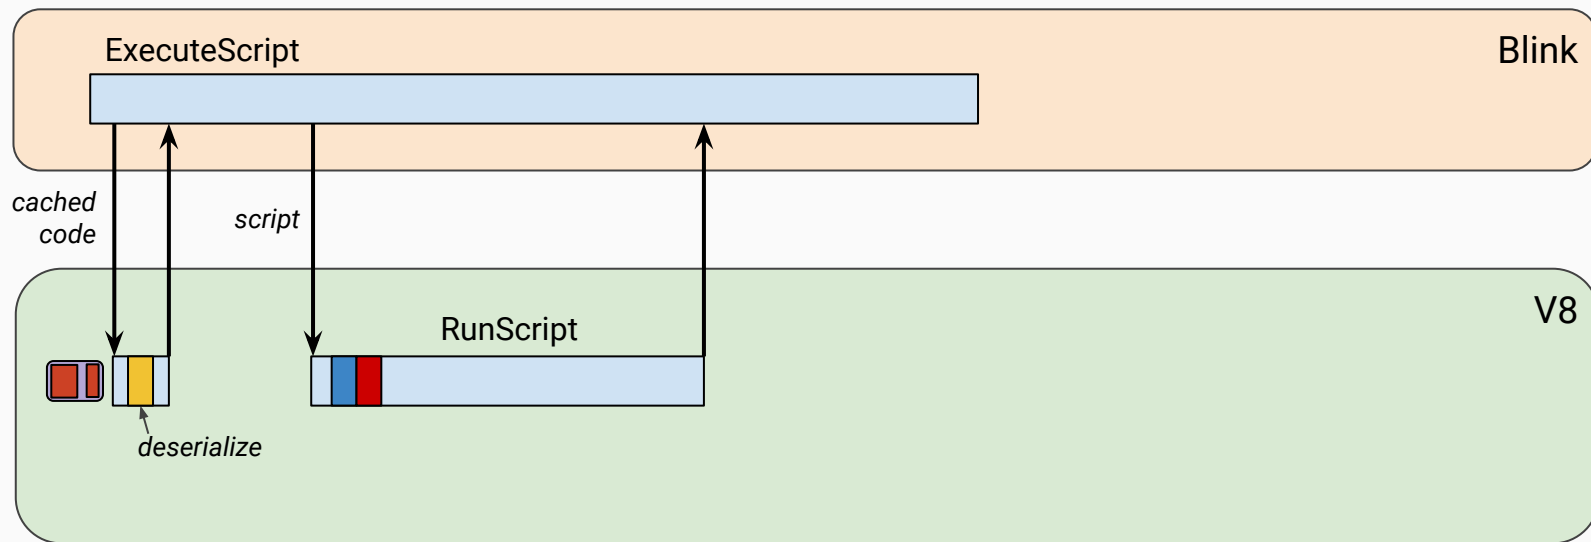 ExecuteScript
Blink
cached
code
script
V8
RunScript
deserialize